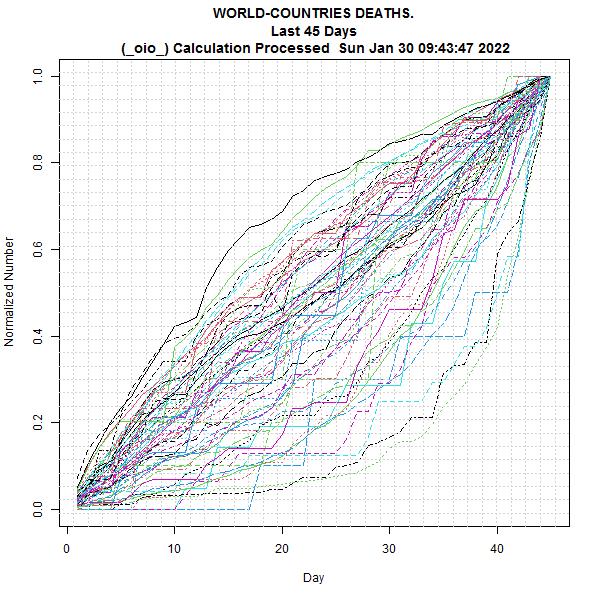 WORLD-COUNTRIES DEATHS.
Last 45 Days
(_oio_) Calculation Processed  Sun Jan 30 09:43:47 2022
Normalized Number
1.0
0.8
0.6
0.4
0.2
0.0
0 10 20 30 40
Day